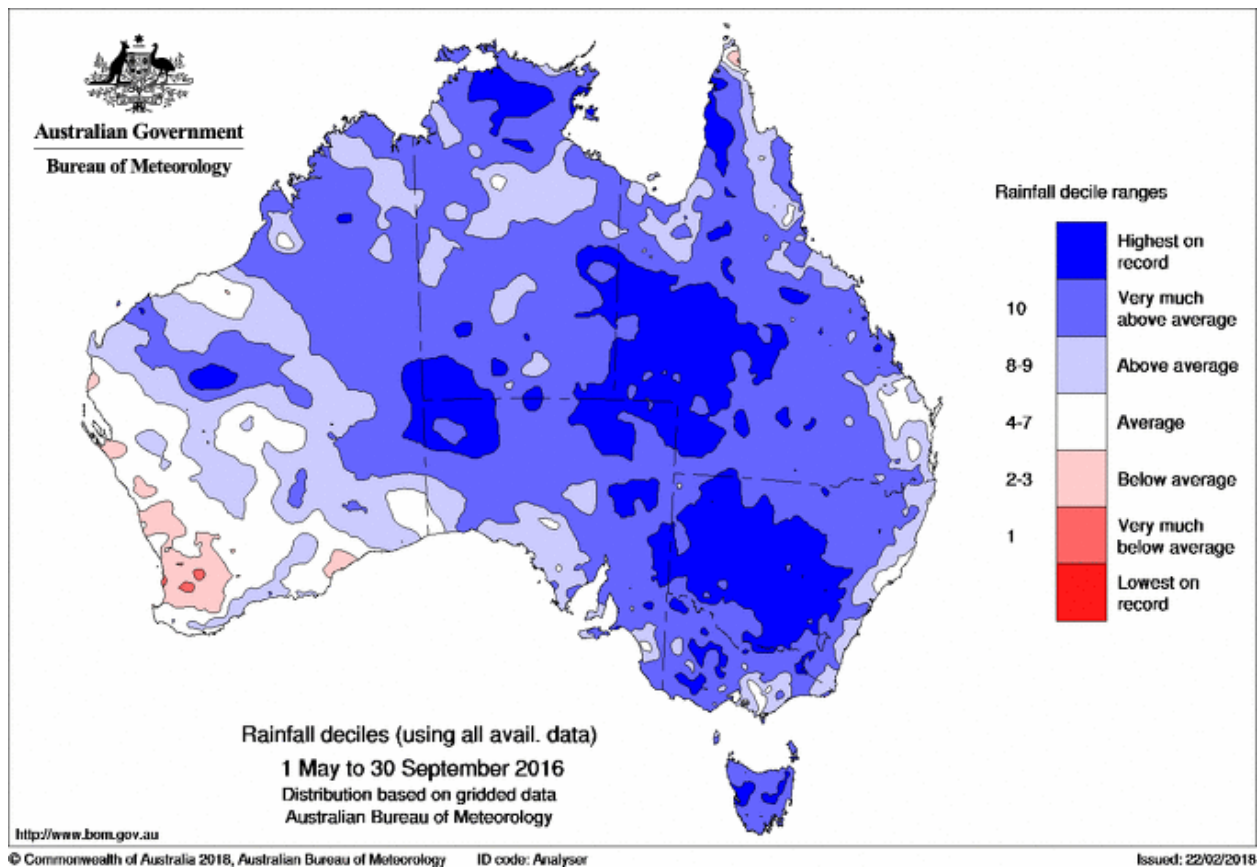 Australian Government
Bureau of Meteorology
Rainfall decile ranges
Highest on
record
10
Very much
above average
8-9
Above average
4-7
Average
2-3
Below average
1
Very much
below average
Lowest on
record
Rainfall deciles (using all avail. data)
1 May to 30 September 2016
Distribution based on gridded data
Australian Bureau of Meteorology
http://www.bom.gov.au
© Commonwealth of Australia 2018, Australian Bureau of Meteorology ID code: Analyser Issued: 22/02/2018